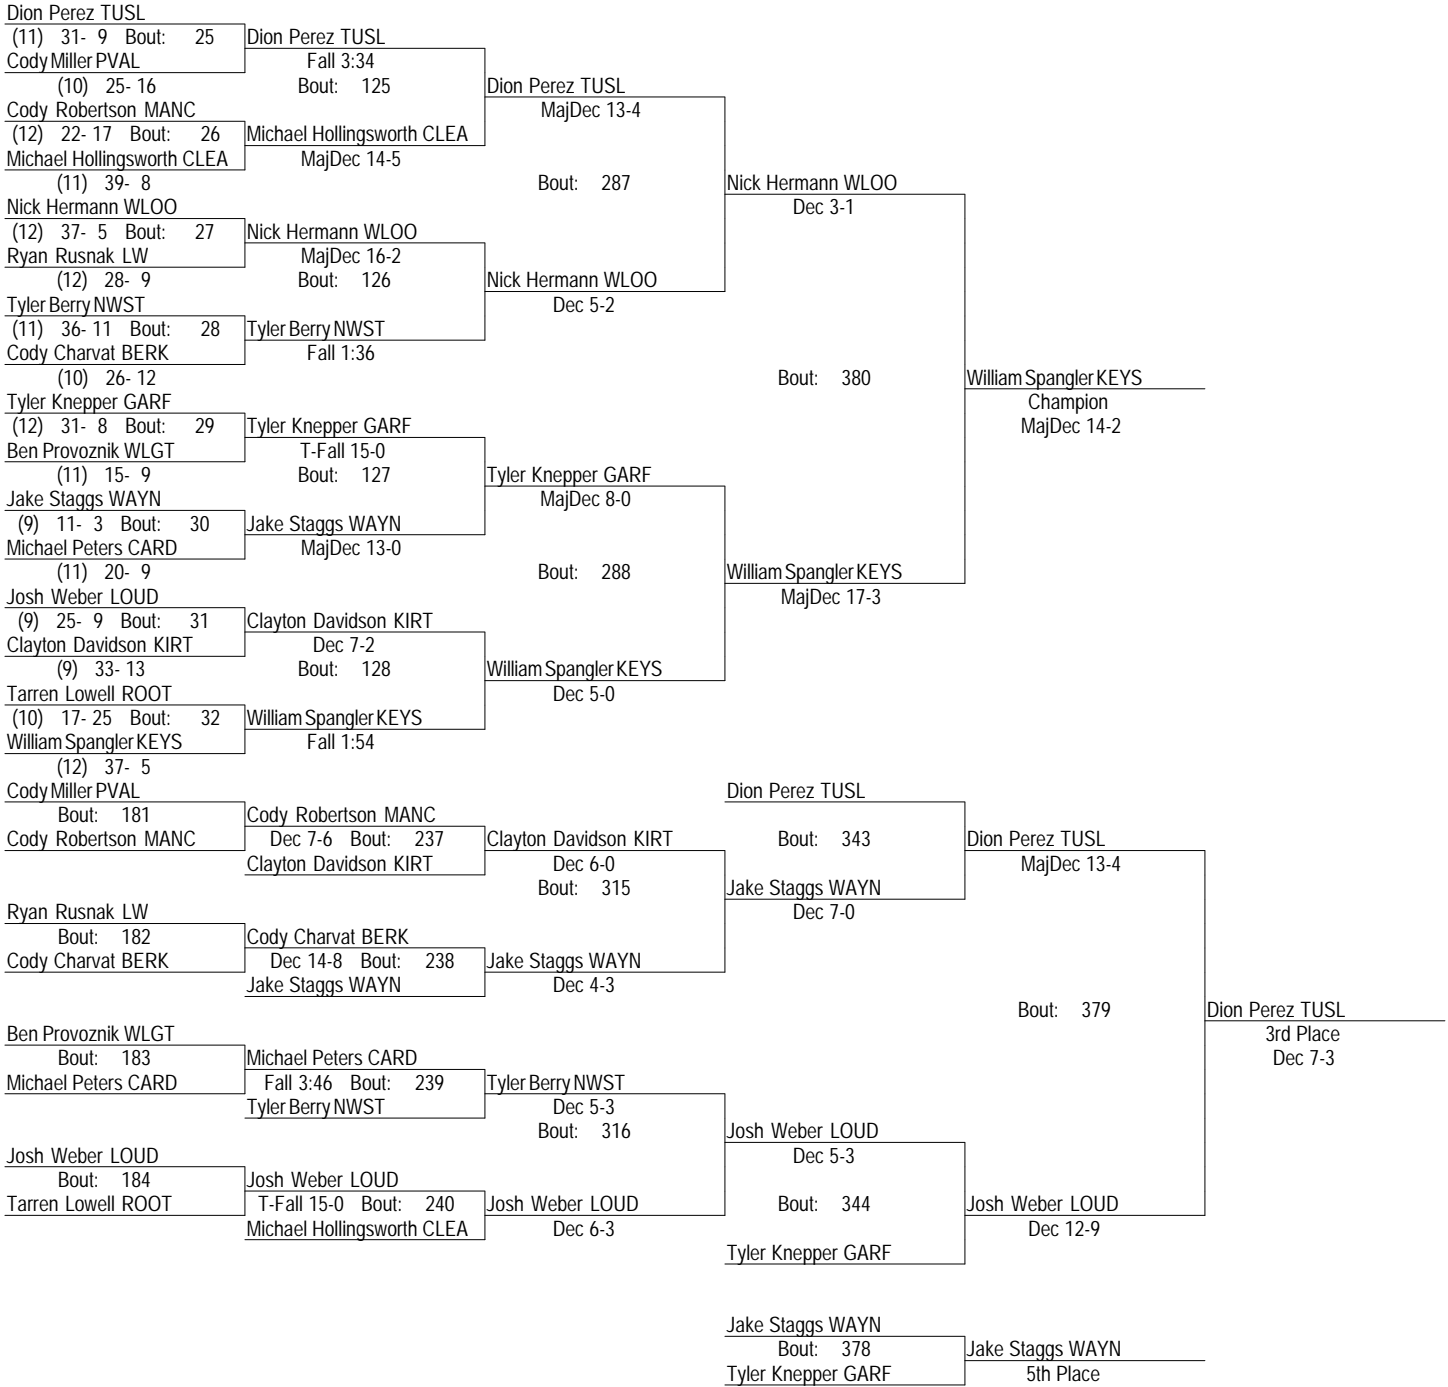 Dion Perez TUSL
(11) 31- 9 Bout: 25 Dion Perez TUSL
Cody Miller PVAL Fall 3:34
(10) 25- 16 Bout: 125 Dion Perez TUSL
Cody Robertson MANC MajDec 13-4
(12) 22- 17 Bout: 26 Michael Hollingsworth CLEA
Michael Hollingsworth CLEA MajDec 14-5
(11) 39- 8 Bout: 287 Nick Hermann WLOO
Nick Hermann WLOO Dec 3-1
(12) 37- 5 Bout: 27 Nick Hermann WLOO
Ryan Rusnak LW MajDec 16-2
(12) 28- 9 Bout: 126 Nick Hermann WLOO
Tyler Berry NWST Dec 5-2
(11) 36- 11 Bout: 28 Tyler Berry NWST
Cody Charvat BERK Fall 1:36
(10) 26- 12 Bout: 380 William Spangler KEYS
Tyler Knepper GARF Champion
(12) 31- 8 Bout: 29 Tyler Knepper GARF MajDec 14-2
Ben Provoznik WLGT T-Fall 15-0
(11) 15- 9 Bout: 127 Tyler Knepper GARF
Jake Staggs WAYN MajDec 8-0
(9) 11- 3 Bout: 30 Jake Staggs WAYN
Michael Peters CARD MajDec 13-0
(11) 20- 9 Bout: 288 William Spangler KEYS
Josh Weber LOUD MajDec 17-3
(9) 25- 9 Bout: 31 Clayton Davidson KIRT
Clayton Davidson KIRT Dec 7-2
(9) 33- 13 Bout: 128 William Spangler KEYS
Tarren Lowell ROOT Dec 5-0
(10) 17- 25 Bout: 32 William Spangler KEYS
William Spangler KEYS Fall 1:54
(12) 37- 5
Cody Miller PVAL Dion Perez TUSL
Bout: 181 Cody Robertson MANC
Cody Robertson MANC Dec 7-6 Bout: 237 Clayton Davidson KIRT Bout: 343 Dion Perez TUSL
Clayton Davidson KIRT Dec 6-0 MajDec 13-4
Bout: 315 Jake Staggs WAYN
Ryan Rusnak LW Dec 7-0
Bout: 182 Cody Charvat BERK
Cody Charvat BERK Dec 14-8 Bout: 238 Jake Staggs WAYN
Jake Staggs WAYN Dec 4-3
Bout: 379 Dion Perez TUSL
Ben Provoznik WLGT 3rd Place
Bout: 183 Michael Peters CARD Dec 7-3
Michael Peters CARD Fall 3:46 Bout: 239 Tyler Berry NWST
Tyler Berry NWST Dec 5-3
Bout: 316 Josh Weber LOUD
Josh Weber LOUD Dec 5-3
Bout: 184 Josh Weber LOUD
Tarren Lowell ROOT T-Fall 15-0 Bout: 240 Josh Weber LOUD Bout: 344 Josh Weber LOUD
Michael Hollingsworth CLEA Dec 6-3 Dec 12-9
Tyler Knepper GARF
Jake Staggs WAYN
Bout: 378 Jake Staggs WAYN
Tyler Knepper GARF 5th Place